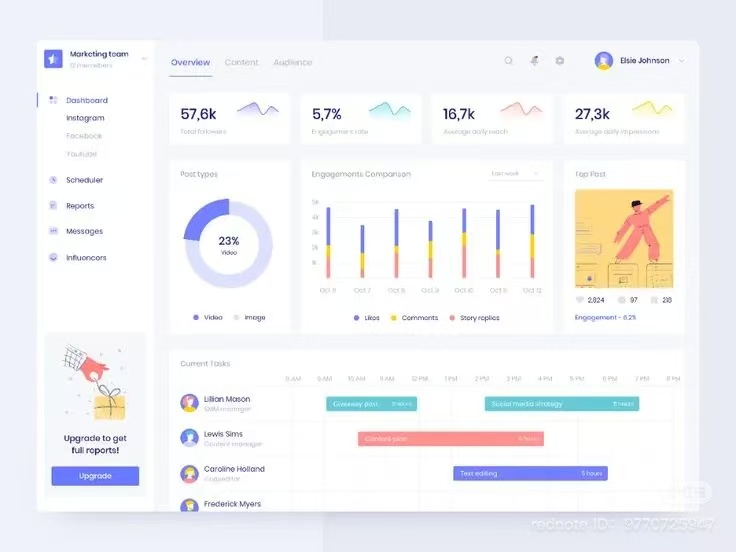 Marketing team
12 members
Overview
Content
Audience
Elsie Johnson
Dashboard
Instagram
Facebook
Youtube
Scheduler
Reports
Messages
Influencers
57,6k
Total followers
5,7%
Engagement rate
16,7k
Average daily reach
27,3k
Average daily impressions
Post types
23%
Video
Video
Image
Engagements Comparison
Last week
5k
4k
3k
2k
1k
Oct 6
Oct 7
Oct 8
Oct 9
Oct 10
Oct 11
Oct 12
Likes
Comments
Story replies
Top Post
2,824
97
218
Engagement - 6.2%
Upgrade to get
full reports!
Upgrade
Current Tasks
9 AM
10 AM
11 AM
12 PM
1 PM
2 PM
3 PM
4 PM
5 PM
6 PM
7 PM
8 PM
Lillian Mason
SMM manager
Giveaway post
hours
Social media strategy
hours
Lewis Sims
Content manager
Content plan
hours
Caroline Holland
Copyeditor
Text editing
5 hours
Frederick Myers
rednote ID: 9770725947